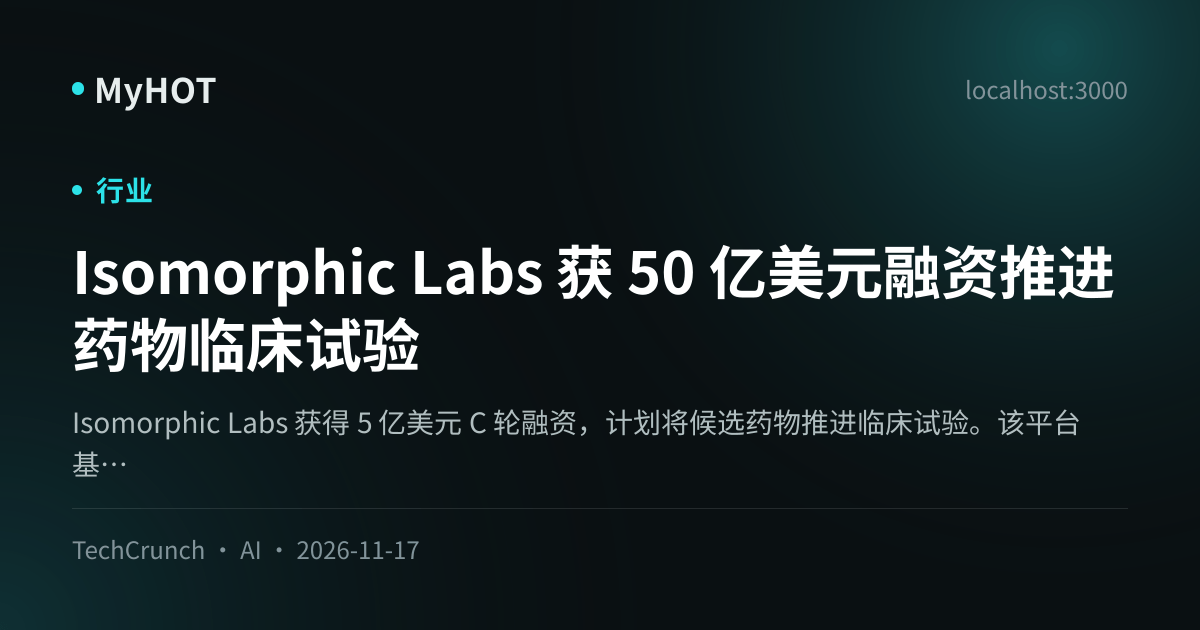 MyHOT
localhost:3000
行业
Isomorphic Labs 获 50 亿美元融资推进
药物临床试验
Isomorphic Labs 获得 5 亿美元 C 轮融资，计划将候选药物推进临床试验。该平台
基…
TechCrunch · AI · 2026-11-17